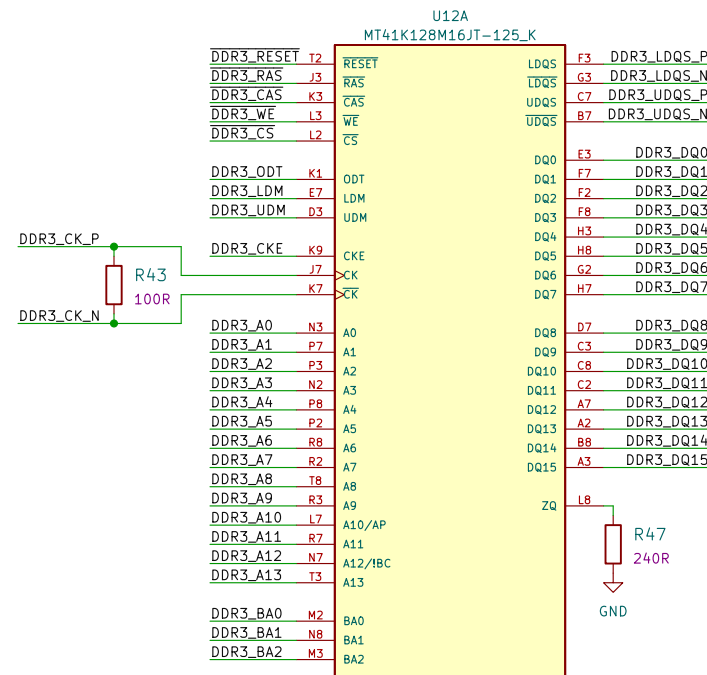 U12A
MT41K128M16JT-125_K
DDR3_RESET T2 RESET LDQS F3 DDR3_LDQS_P
DDR3_RAS J3 RAS LDQS G3 DDR3_LDQS_N
DDR3_CAS K3 CAS UDQS C7 DDR3_UDQS_P
DDR3_WE L3 WE UDQS B7 DDR3_UDQS_N
DDR3_CS L2 CS
DQ0 E3 DDR3_DQ0
DDR3_ODT K1 ODT DQ1 F7 DDR3_DQ1
DDR3_LDM E7 LDM DQ2 F2 DDR3_DQ2
DDR3_UDM D3 UDM DQ3 F8 DDR3_DQ3
DQ4 H3 DDR3_DQ4
DDR3_CK_P DDR3_CKE K9 CKE DQ5 H8 DDR3_DQ5
R43 J7 CK DQ6 G2 DDR3_DQ6
100R K7 CK DQ7 H7 DDR3_DQ7
DDR3_CK_N
DDR3_A0 N3 A0 DQ8 D7 DDR3_DQ8
DDR3_A1 P7 A1 DQ9 C3 DDR3_DQ9
DDR3_A2 P3 A2 DQ10 C8 DDR3_DQ10
DDR3_A3 N2 A3 DQ11 C2 DDR3_DQ11
DDR3_A4 P8 A4 DQ12 A7 DDR3_DQ12
DDR3_A5 P2 A5 DQ13 A2 DDR3_DQ13
DDR3_A6 R8 A6 DQ14 B8 DDR3_DQ14
DDR3_A7 R2 A7 DQ15 A3 DDR3_DQ15
DDR3_A8 T8 A8
DDR3_A9 R3 A9 ZQ L8
DDR3_A10 L7 A10/AP
DDR3_A11 R7 A11 R47
DDR3_A12 N7 A12/!BC 240R
DDR3_A13 T3 A13
GND
DDR3_BA0 M2 BA0
DDR3_BA1 N8 BA1
DDR3_BA2 M3 BA2